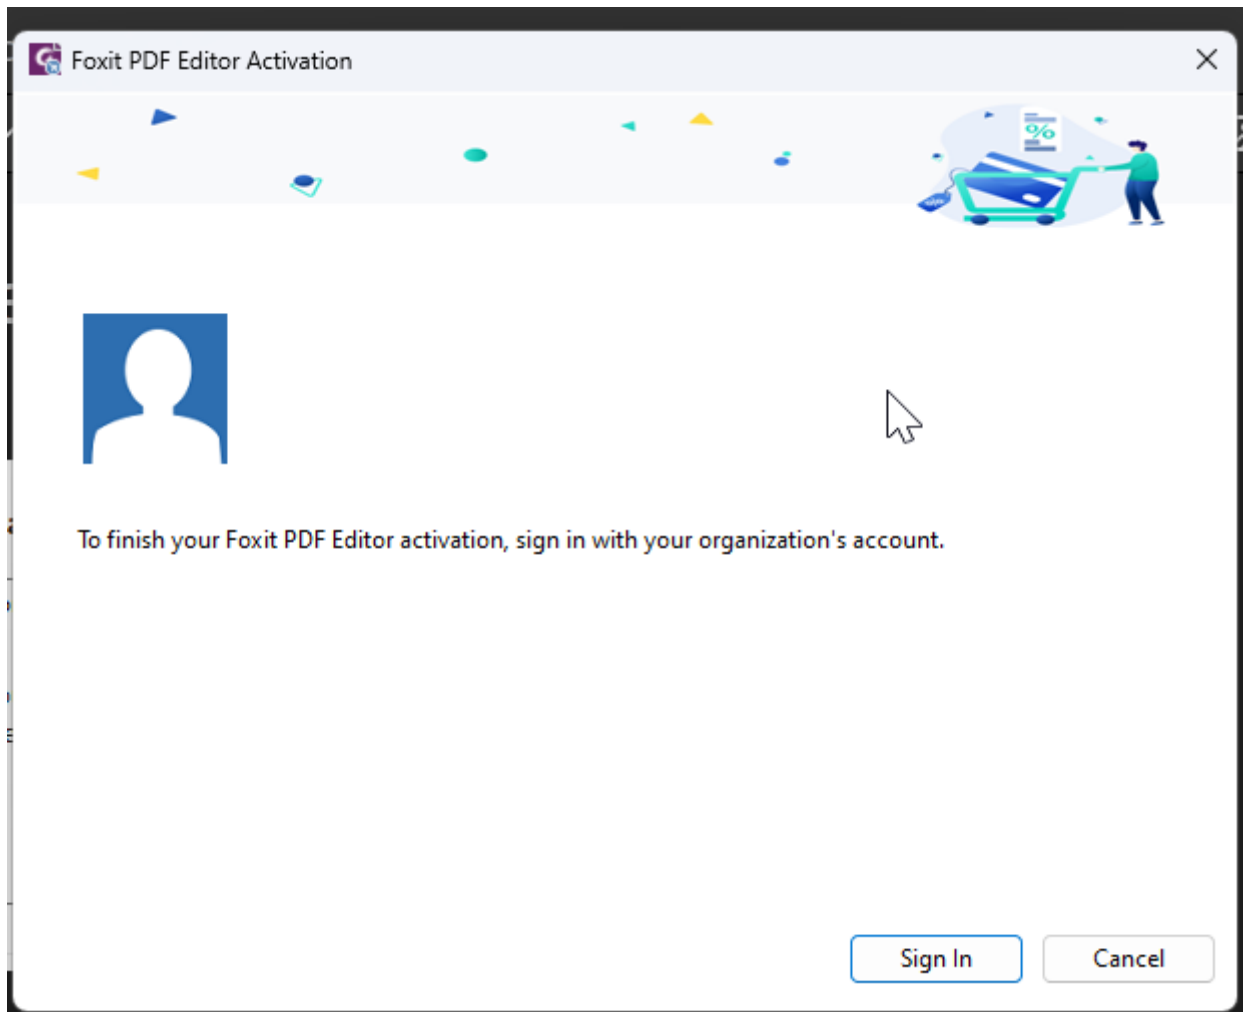 Foxit PDF Editor Activation
%
To finish your Foxit PDF Editor activation, sign in with your organization's account.
Sign In
Cancel